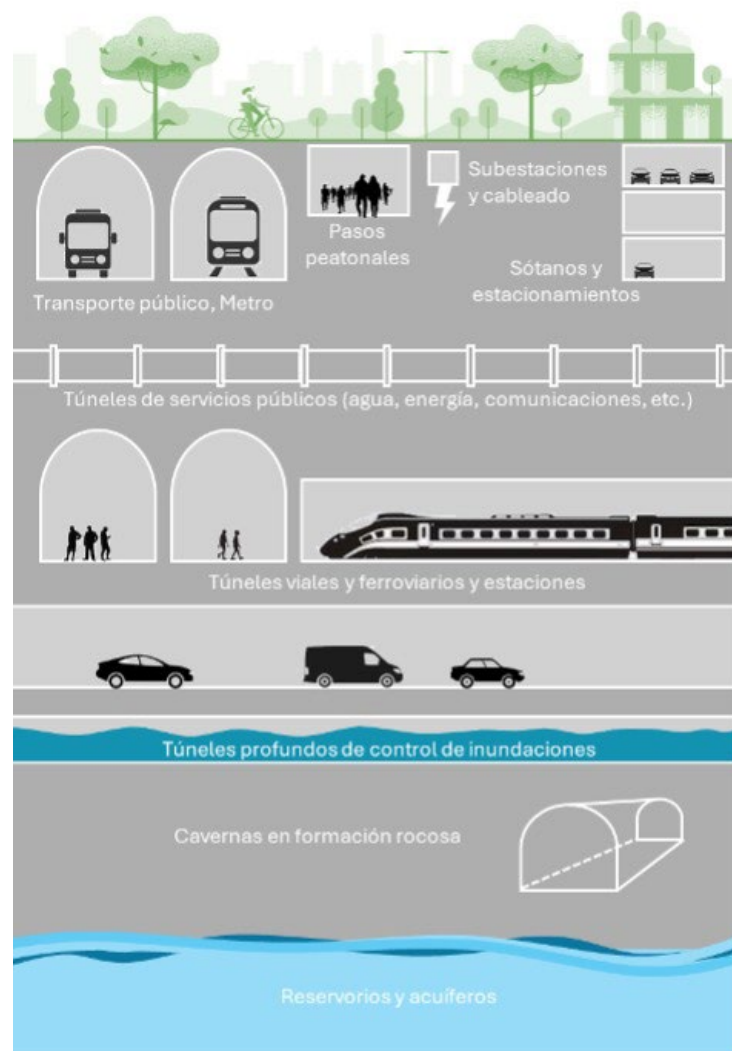 Subestaciones
y cableado
Pasos
peatonales
Sótanos y
estacionamientos
Transporte público, Metro
Túneles de servicios públicos (agua, energía, comunicaciones, etc.)
Túneles viales y ferroviarios y estaciones
Túneles profundos de control de inundaciones
Cavernas en formación rocosa
Reservorios y acuíferos